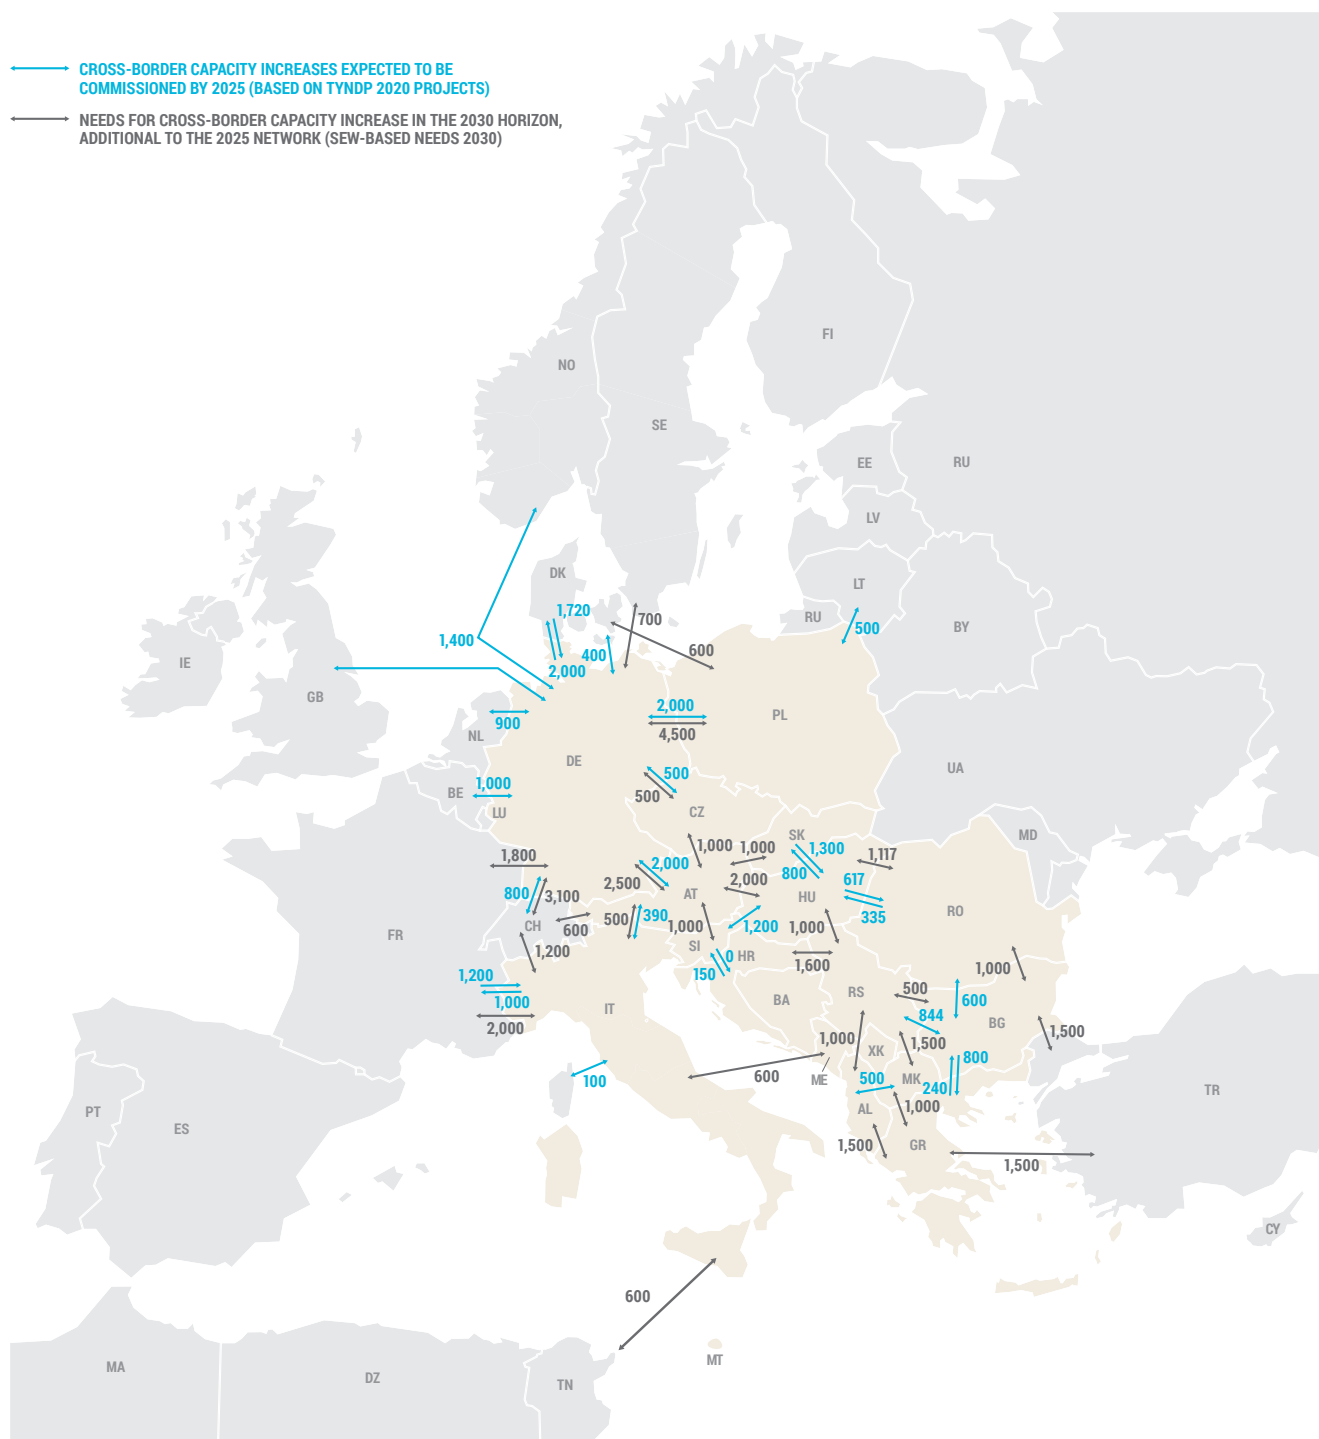 CROSS-BORDER CAPACITY INCREASES EXPECTED TO BE
COMMISSIONED BY 2025 (BASED ON TYNDP 2020 PROJECTS)
NEEDS FOR CROSS-BORDER CAPACITY INCREASE IN THE 2030 HORIZON,
ADDITIONAL TO THE 2025 NETWORK (SEW-BASED NEEDS 2030)
FI
NO
SE
EE
RU
LV
DK
LT
1,720
700
RU
500
BY
1,400
600
400
2,000
IE
GB
2,000
PL
900
NL
4,500
DE
UA
500
1,000
BE
500
LU
CZ
SK
MD
1,000
1,000
1,300
1,800
1,117
2,000
800
2,500
2,000
617
800
3,100
AT
HU
RO
335
500
390
1,000
1,200
1,000
CH
600
FR
SI
HR
0
1,200
1,600
1,000
1,200
150
500
RS
BA
600
1,000
IT
844
BG
2,000
1,000
1,500
1,500
XK
800
600
ME
500
MK
240
100
1,000
AL
TR
PT
ES
1,500
GR
1,500
CY
600
MT
MA
DZ
TN